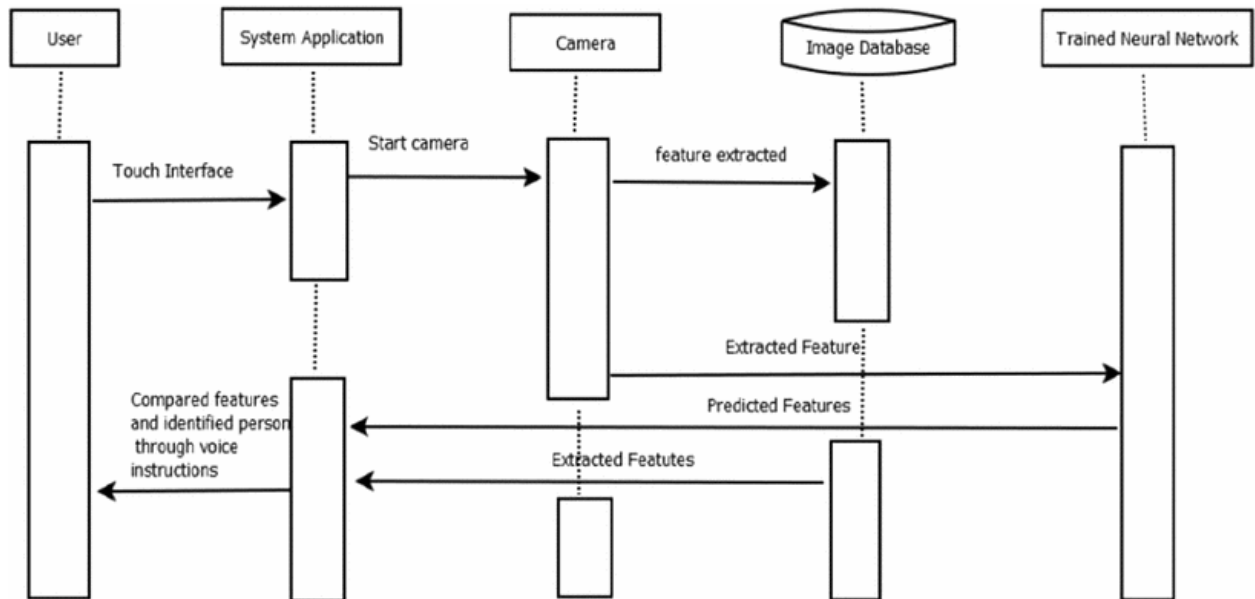 User
System Application
Camera
Image Database
Trained Neural Network
Start camera
feature extracted
Touch Interface
Extracted Feature
Compared features
and identified person
through voice
instructions
Predicted Features
Extracted Featutes